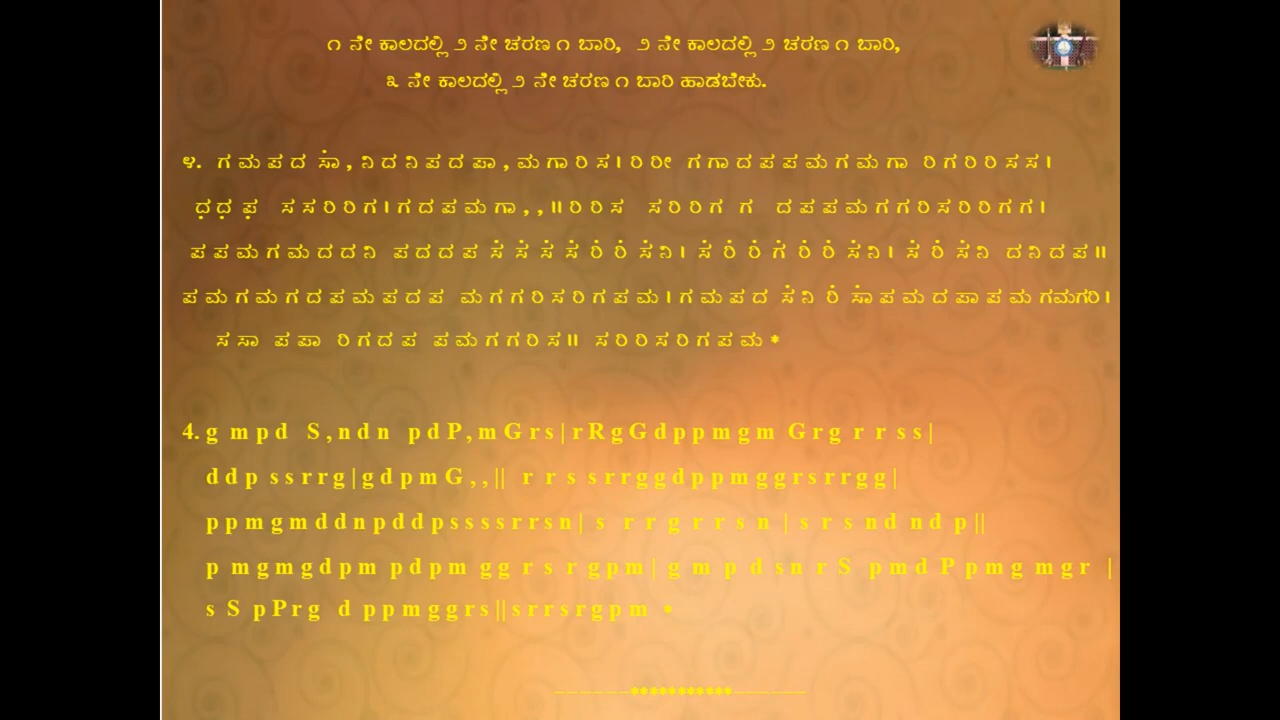 ೧ ನೇ ಕಾಲದಲ್ಲಿ ೨ ನೇ ಚರಣ ೧ ಬಾರಿ, ೨ ನೇ ಕಾಲದಲ್ಲಿ ೨ ಚರಣ ೧ ಬಾರಿ,
೩ ನೇ ಕಾಲದಲ್ಲಿ ೨ ನೇ ಚರಣ ೧ ಬಾರಿ ಹಾಡಬೇಕು.
೪. ಗ ಮ ಪ ದ ಸಾ̇ , ನಿ ದ ನಿ ಪ ದ ಪಾ , ಮ ಗಾ ರಿ ಸ । ರಿ ರೀ ಗ ಗಾ ದ ಪ ಪ ಮ ಗ ಮ ಗಾ ರಿ ಗ ರಿ ರಿ ಸ ಸ ।
ದ಼ ದ಼ ಪ಼ ಸ ಸ ರಿ ರಿ ಗ । ಗ ದ ಪ ಮ ಗಾ , , ॥ ರಿ ರಿ ಸ ಸ ರಿ ರಿ ಗ ಗ ದ ಪ ಪ ಮ ಗ ಗ ರಿ ಸ ರಿ ರಿ ಗ ಗ ।
ಪ ಪ ಮ ಗ ಮ ದ ದ ನಿ ಪ ದ ದ ಪ ಸ̇ ಸ̇ ಸ̇ ಸ̇ ರಿ̇ ರಿ̇ ಸ̇ ನಿ । ಸ̇ ರಿ̇ ರಿ̇ ಗ̇ ರಿ̇ ರಿ̇ ಸ̇ ನಿ । ಸ̇ ರಿ̇ ಸ̇ ನಿ ದ ನಿ ದ ಪ ॥
ಪ ಮ ಗ ಮ ಗ ದ ಪ ಮ ಪ ದ ಪ ಮ ಗ ಗ ರಿ ಸ ರಿ ಗ ಪ ಮ । ಗ ಮ ಪ ದ ಸ̇ ನಿ ರಿ̇ ಸಾ̇ ಪ ಮ ದ ಪಾ ಪ ಮ ಗ ಮ ಗ ರಿ ।
ಸ ಸಾ ಪ ಪಾ ರಿ ಗ ದ ಪ ಪ ಮ ಗ ಗ ರಿ ಸ ॥ ಸ ರಿ ರಿ ಸ ರಿ ಗ ಪ ಮ *
4. g m p d S , n d n p d P , m G r s | r R g G d p p m g m G r g r r s s |
d d p s s r r g | g d p m G , , || r r s s r r g g d p p m g g r s r r g g |
p p m g m d d n p d d p s s s s r r s n | s r r g r r s n | s r s n d n d p ||
p m g m g d p m p d p m g g r s r g p m | g m p d s n r S p m d P p m g m g r |
s S p P r g d p p m g g r s || s r r s r g p m *
------***********------